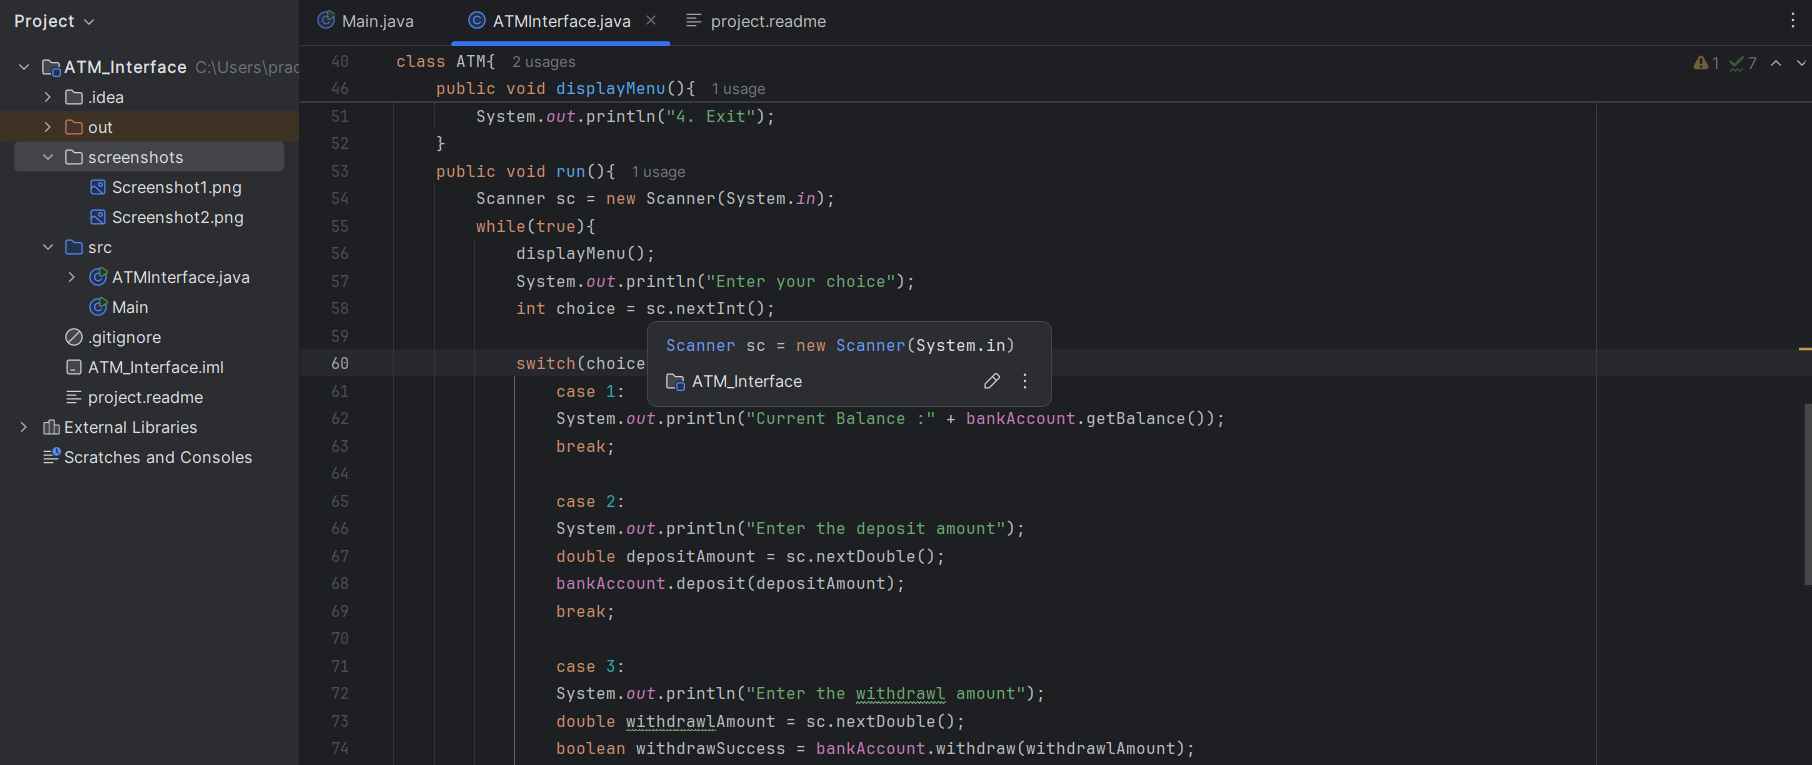 Project
ATM_Interface C:\Users\prac
.idea
out
screenshots
Screenshot1.png
Screenshot2.png
src
ATMInterface.java
Main
.gitignore
ATM_Interface.iml
project.readme
External Libraries
Scratches and Consoles
Main.java ATMInterface.java project.readme
1 7
40 class ATM{ 2 usages
46 public void displayMenu(){ 1 usage
51 System.out.println("4. Exit");
52 }
53 public void run(){ 1 usage
54 Scanner sc = new Scanner(System.in);
55 while(true){
56 displayMenu();
57 System.out.println("Enter your choice");
58 int choice = sc.nextInt();
59
60 switch(choice
Scanner sc = new Scanner(System.in)
ATM_Interface
61 case 1:
62 System.out.println("Current Balance :" + bankAccount.getBalance());
63 break;
64
65 case 2:
66 System.out.println("Enter the deposit amount");
67 double depositAmount = sc.nextDouble();
68 bankAccount.deposit(depositAmount);
69 break;
70
71 case 3:
72 System.out.println("Enter the withdrawl amount");
73 double withdrawlAmount = sc.nextDouble();
74 boolean withdrawSuccess = bankAccount.withdraw(withdrawlAmount);